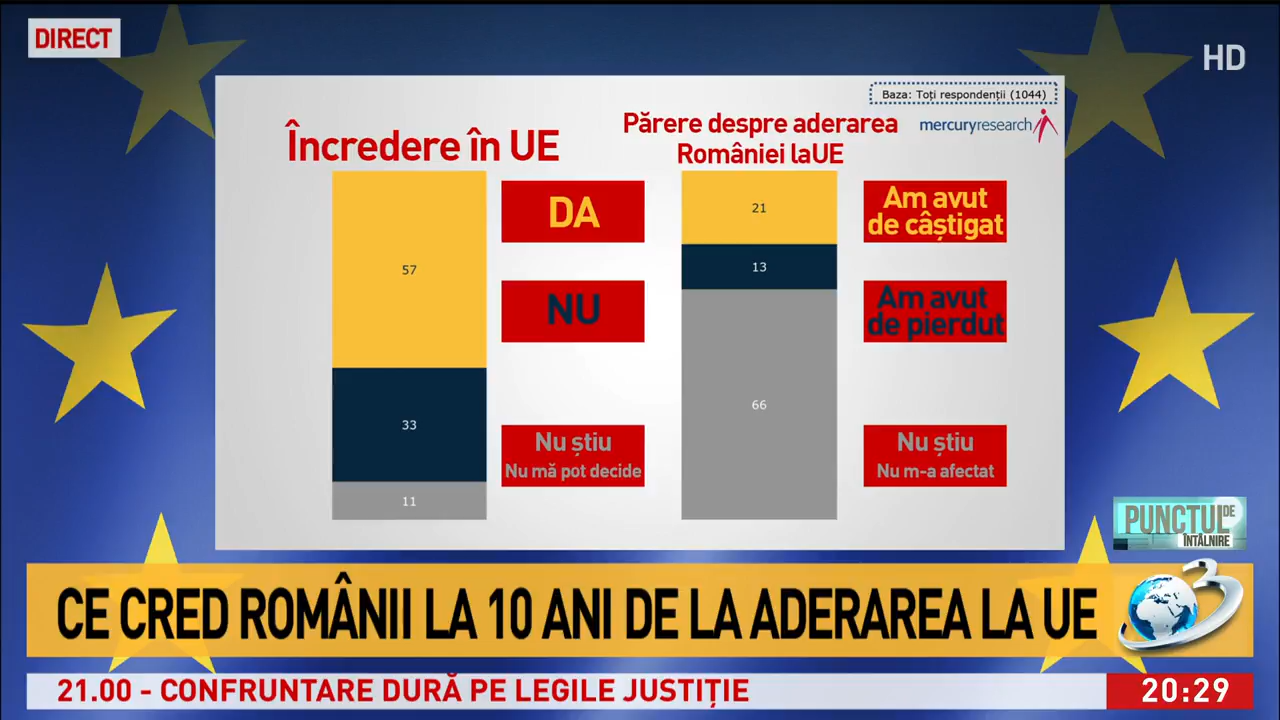 DIRECT
HD
Baza: Toți respondenții (1044)
mercuryresearch
Încredere în UE
57
33
11
DA
NU
Nu știu
Nu mă pot decide
Părere despre aderarea
României laUE
21
13
66
Am avut
de câștigat
Am avut
de pierdut
Nu știu
Nu m-a afectat
PUNCTUL DE
ÎNTÂLNIRE
CE CRED ROMÂNII LA 10 ANI DE LA ADERAREA LA UE
3
21.00 - CONFRUNTARE DURĂ PE LEGILE JUSTIȚIE
20:29